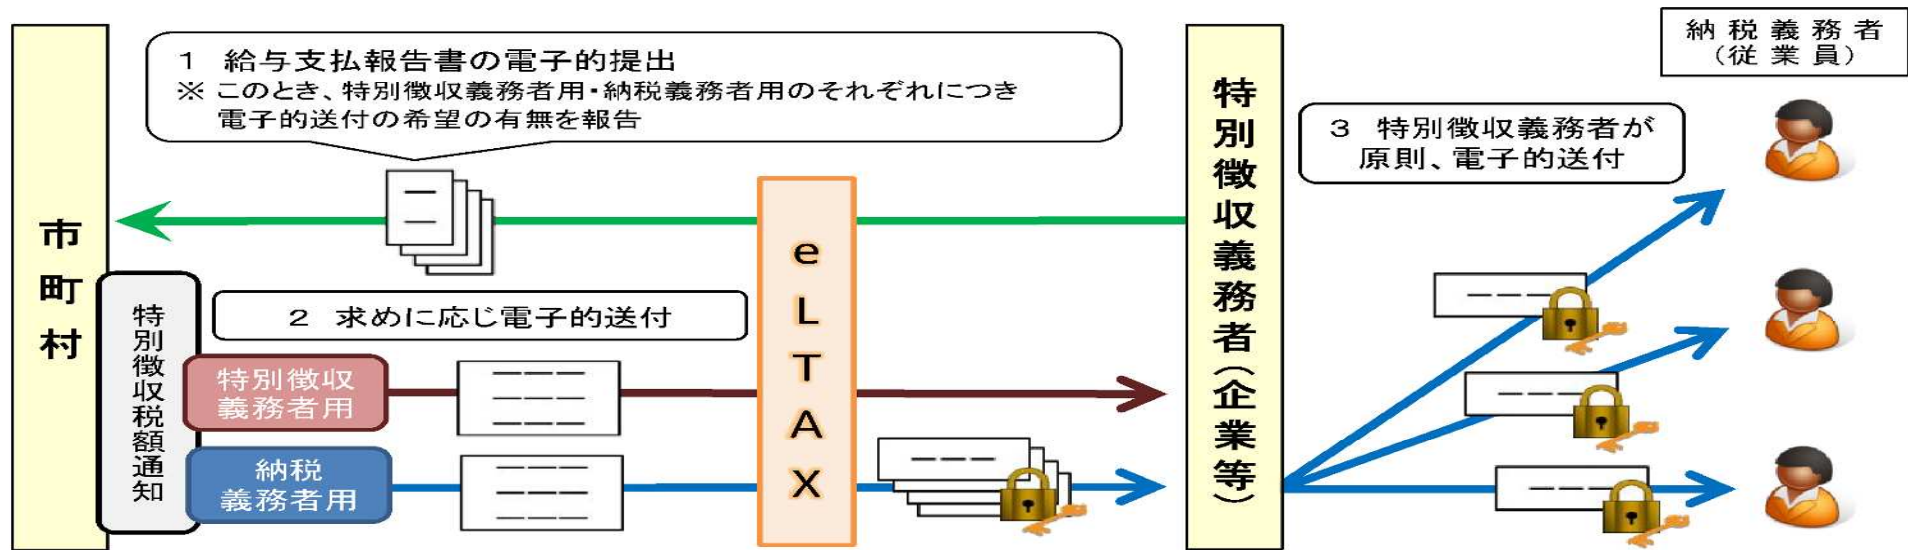 納税義務者
(従業員)
1 給与支払報告書の電子的提出
※ このとき、特別徴収義務者用・納税義務者用のそれぞれにつき
電子的送付の希望の有無を報告
3 特別徴収義務者が
原則、電子的送付
市町村
特別徴収税額通知
2 求めに応じ電子的送付
特別徴収
義務者用
納税
義務者用
eLTAX
特別徴収義務者(企業等)